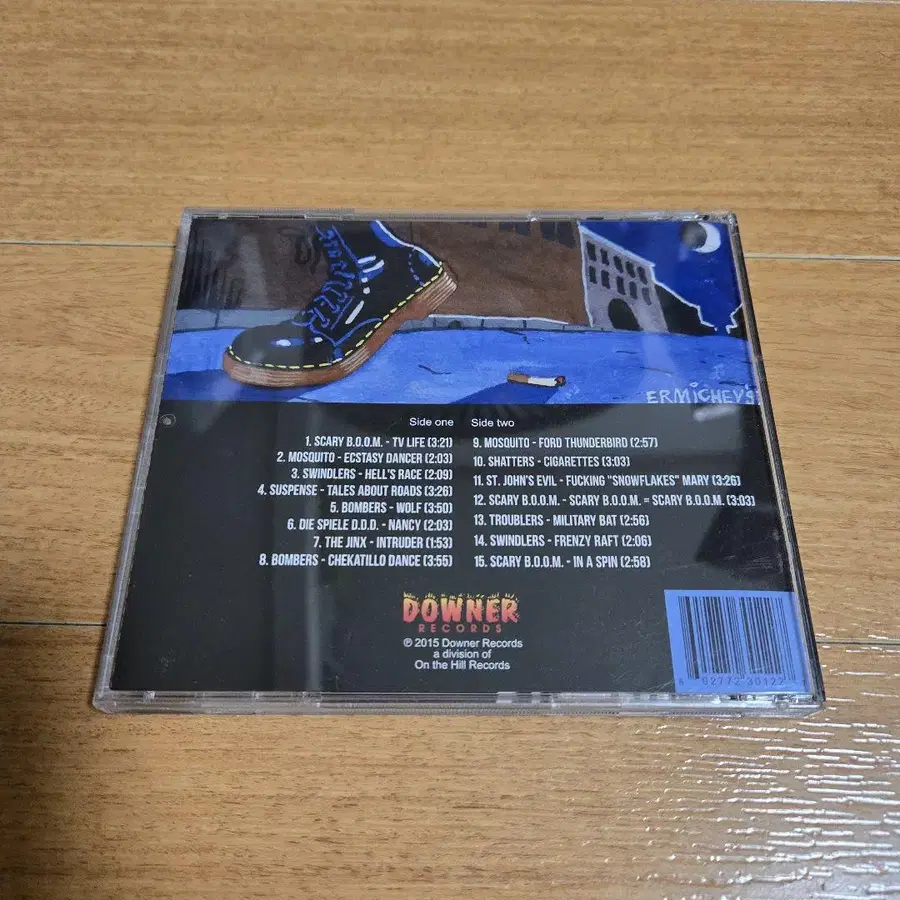 ERMICHEV'S
Side one
1. SCARY B.O.O.M. - TV LIFE (3:21)
2. MOSQUITO - ECSTASY DANCER (2:03)
3. SWINDLERS - HELL'S RACE (2:09)
4. SUSPENSE - TALES ABOUT ROADS (3:26)
5. BOMBERS - WOLF (3:50)
6. DIE SPIELE D.D.D. - NANCY (2:03)
7. THE JINX - INTRUDER (1:53)
8. BOMBERS - CHEKATILLO DANCE (3:55)
Side two
9. MOSQUITO - FORD THUNDERBIRD (2:57)
10. SHATTERS - CIGARETTES (3:03)
11. ST. JOHN'S EVIL - FUCKING "SNOWFLAKES" MARY (3:26)
12. SCARY B.O.O.M. - SCARY B.O.O.M. = SCARY B.O.O.M. (3:03)
13. TROUBLERS - MILITARY BAT (2:56)
14. SWINDLERS - FRENZY RAFT (2:06)
15. SCARY B.O.O.M. - IN A SPIN (2:58)
DOWNER
RECORDS
℗ 2015 Downer Records
a division of
On the Hill Records